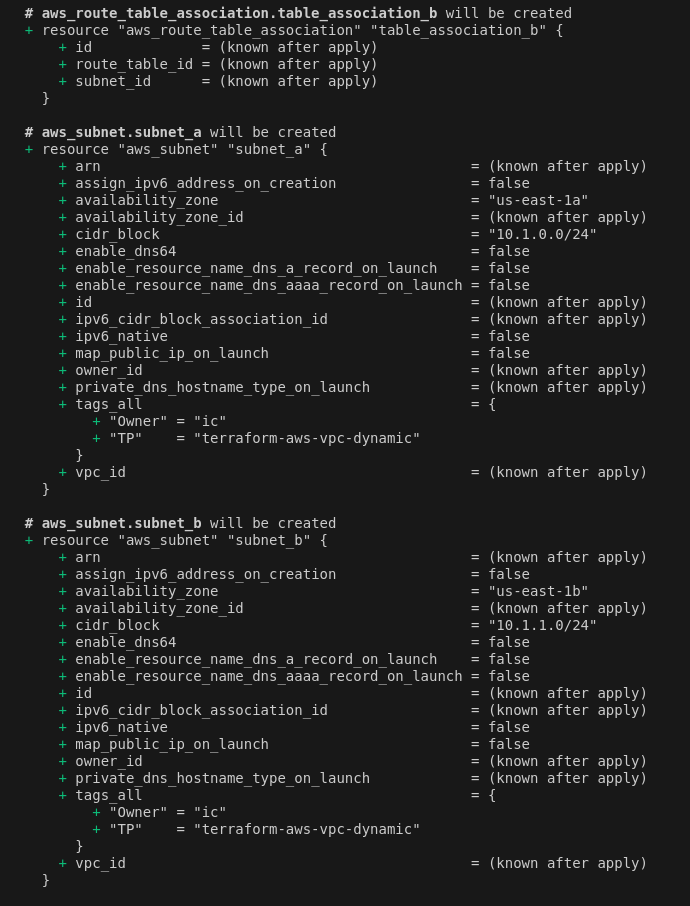 # aws_route_table_association.table_association_b will be created
+ resource "aws_route_table_association" "table_association_b" {
    + id             = (known after apply)
    + route_table_id = (known after apply)
    + subnet_id      = (known after apply)
  }

# aws_subnet.subnet_a will be created
+ resource "aws_subnet" "subnet_a" {
    + arn                                            = (known after apply)
    + assign_ipv6_address_on_creation                = false
    + availability_zone                              = "us-east-1a"
    + availability_zone_id                           = (known after apply)
    + cidr_block                                     = "10.1.0.0/24"
    + enable_dns64                                   = false
    + enable_resource_name_dns_a_record_on_launch    = false
    + enable_resource_name_dns_aaaa_record_on_launch = false
    + id                                             = (known after apply)
    + ipv6_cidr_block_association_id                 = (known after apply)
    + ipv6_native                                    = false
    + map_public_ip_on_launch                        = false
    + owner_id                                       = (known after apply)
    + private_dns_hostname_type_on_launch            = (known after apply)
    + tags_all                                       = {
        + "Owner" = "ic"
        + "TP"    = "terraform-aws-vpc-dynamic"
      }
    + vpc_id                                         = (known after apply)
  }

# aws_subnet.subnet_b will be created
+ resource "aws_subnet" "subnet_b" {
    + arn                                            = (known after apply)
    + assign_ipv6_address_on_creation                = false
    + availability_zone                              = "us-east-1b"
    + availability_zone_id                           = (known after apply)
    + cidr_block                                     = "10.1.1.0/24"
    + enable_dns64                                   = false
    + enable_resource_name_dns_a_record_on_launch    = false
    + enable_resource_name_dns_aaaa_record_on_launch = false
    + id                                             = (known after apply)
    + ipv6_cidr_block_association_id                 = (known after apply)
    + ipv6_native                                    = false
    + map_public_ip_on_launch                        = false
    + owner_id                                       = (known after apply)
    + private_dns_hostname_type_on_launch            = (known after apply)
    + tags_all                                       = {
        + "Owner" = "ic"
        + "TP"    = "terraform-aws-vpc-dynamic"
      }
    + vpc_id                                         = (known after apply)
  }